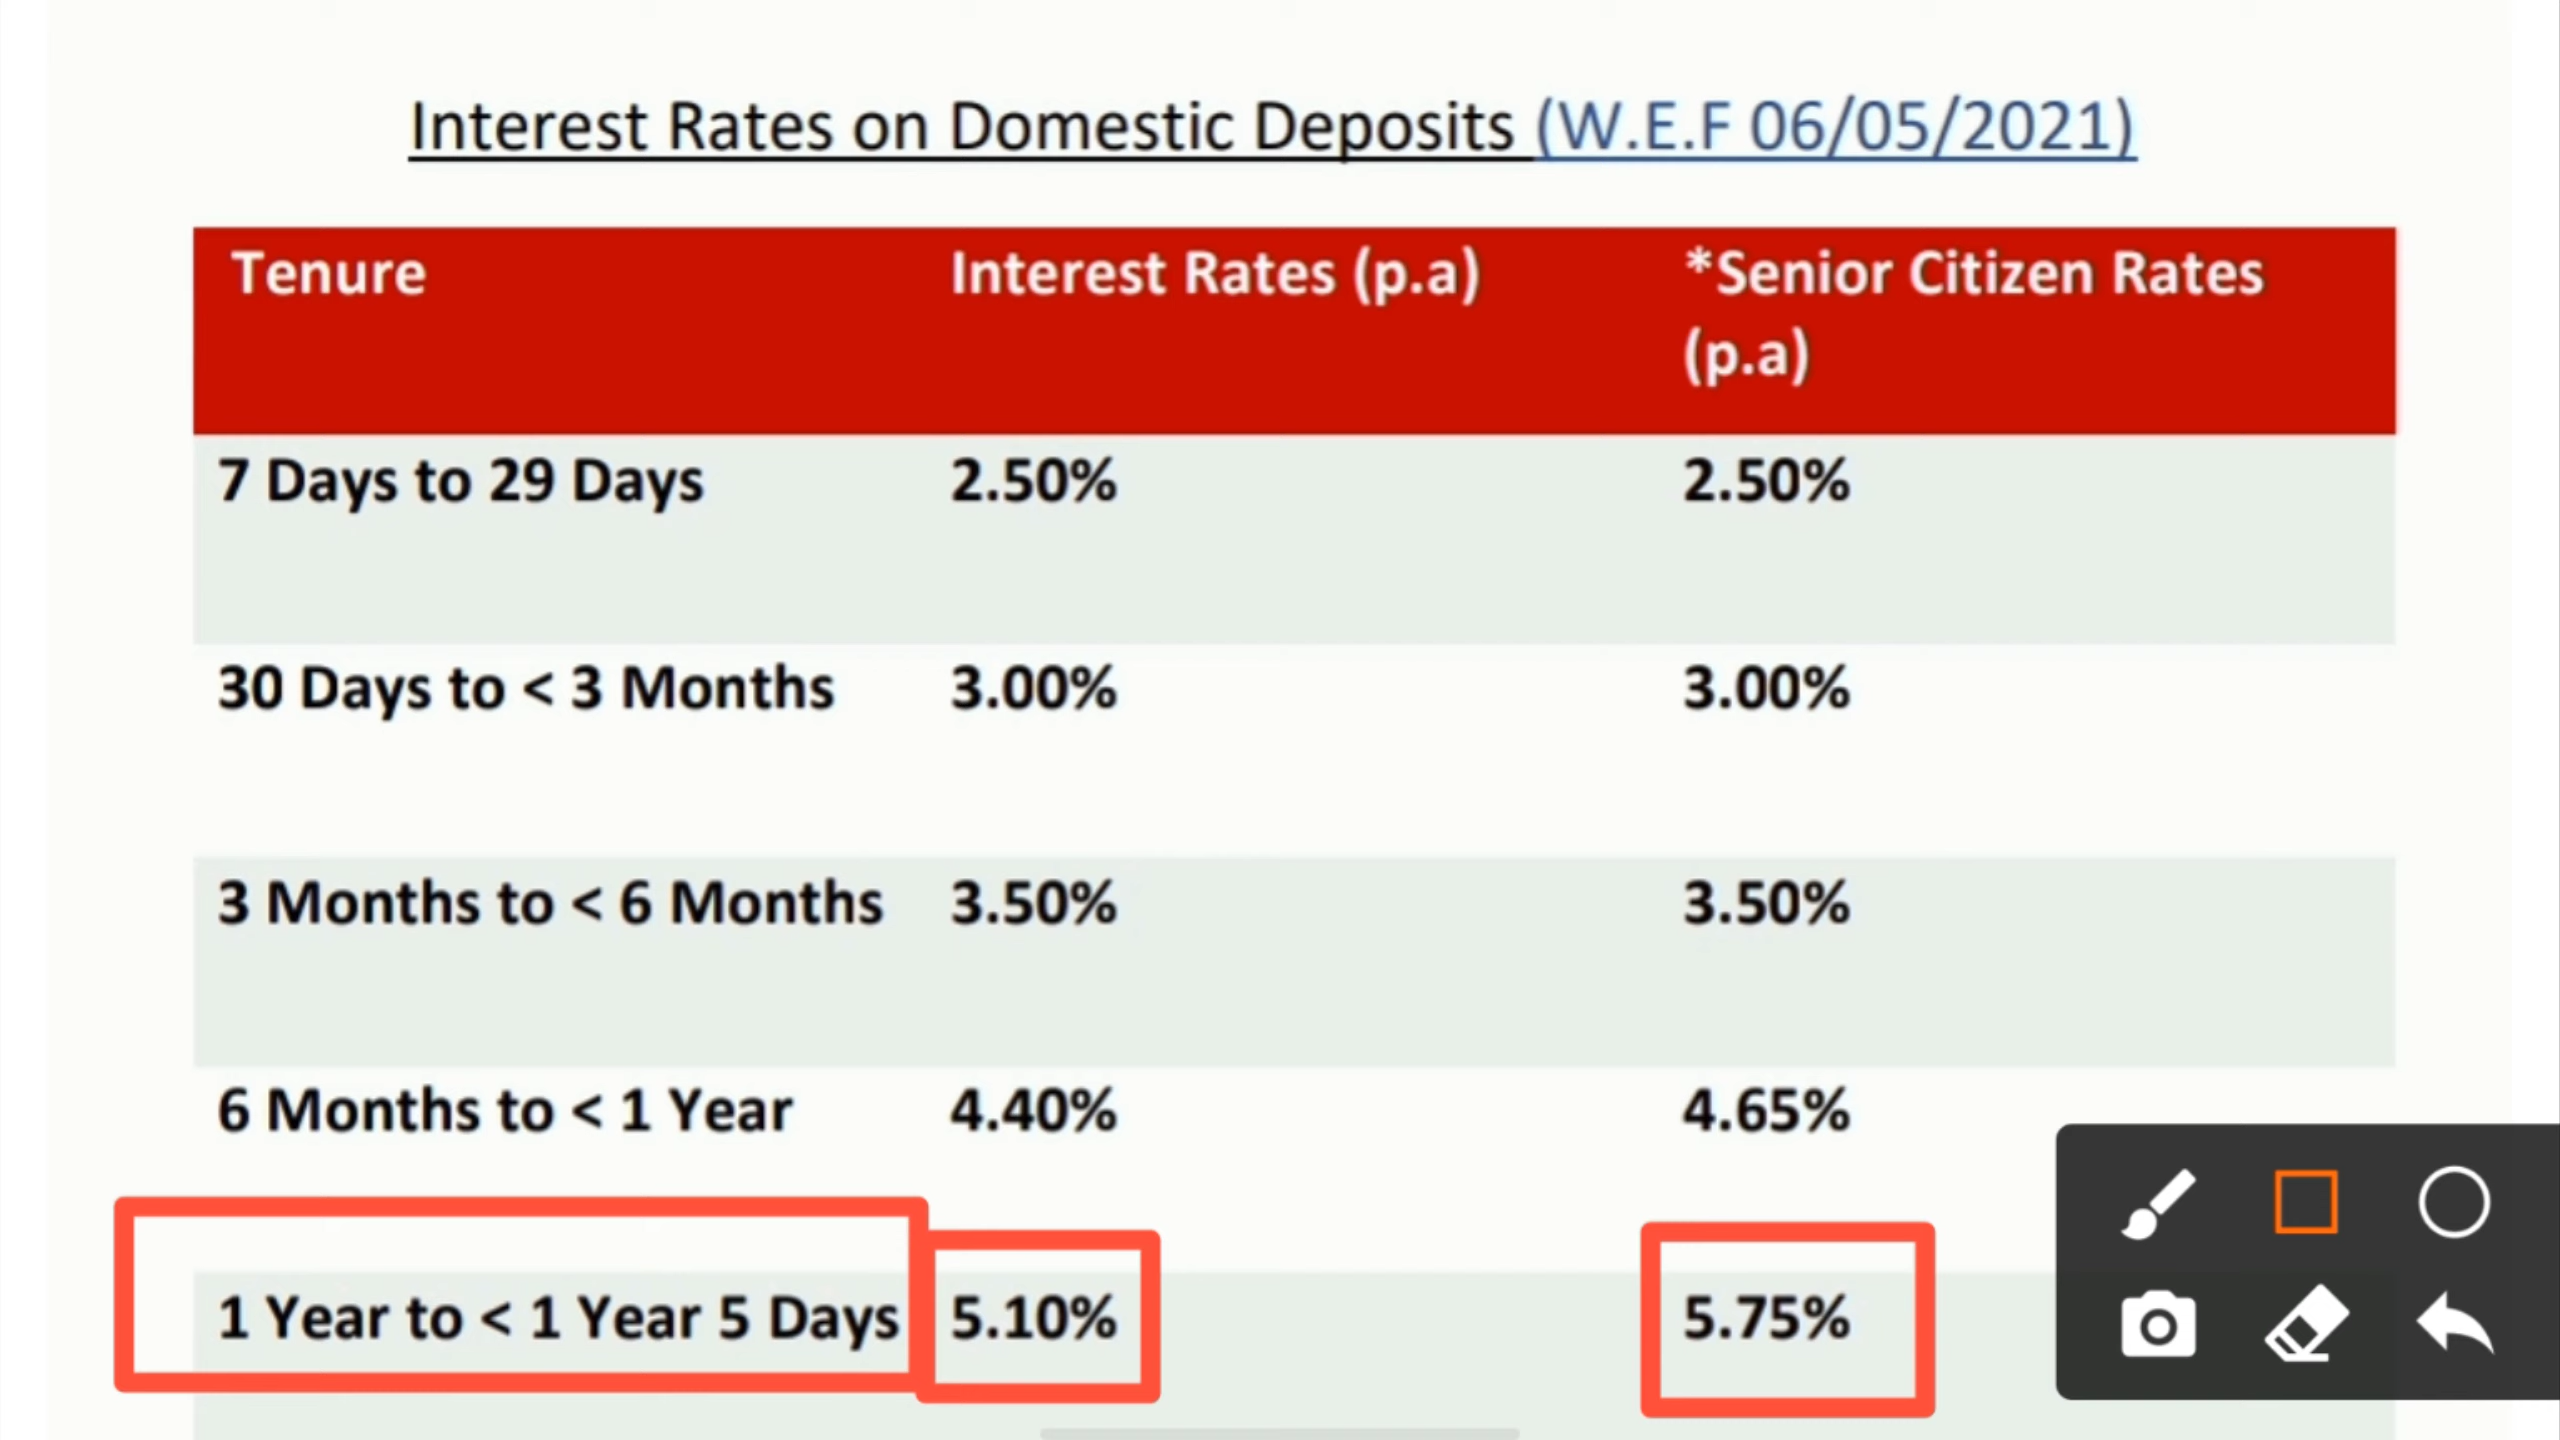 Interest Rates on Domestic Deposits (W.E.F 06/05/2021)
Tenure Interest Rates (p.a) *Senior Citizen Rates (p.a)
7 Days to 29 Days 2.50% 2.50%
30 Days to < 3 Months 3.00% 3.00%
3 Months to < 6 Months 3.50% 3.50%
6 Months to < 1 Year 4.40% 4.65%
1 Year to < 1 Year 5 Days 5.10% 5.75%